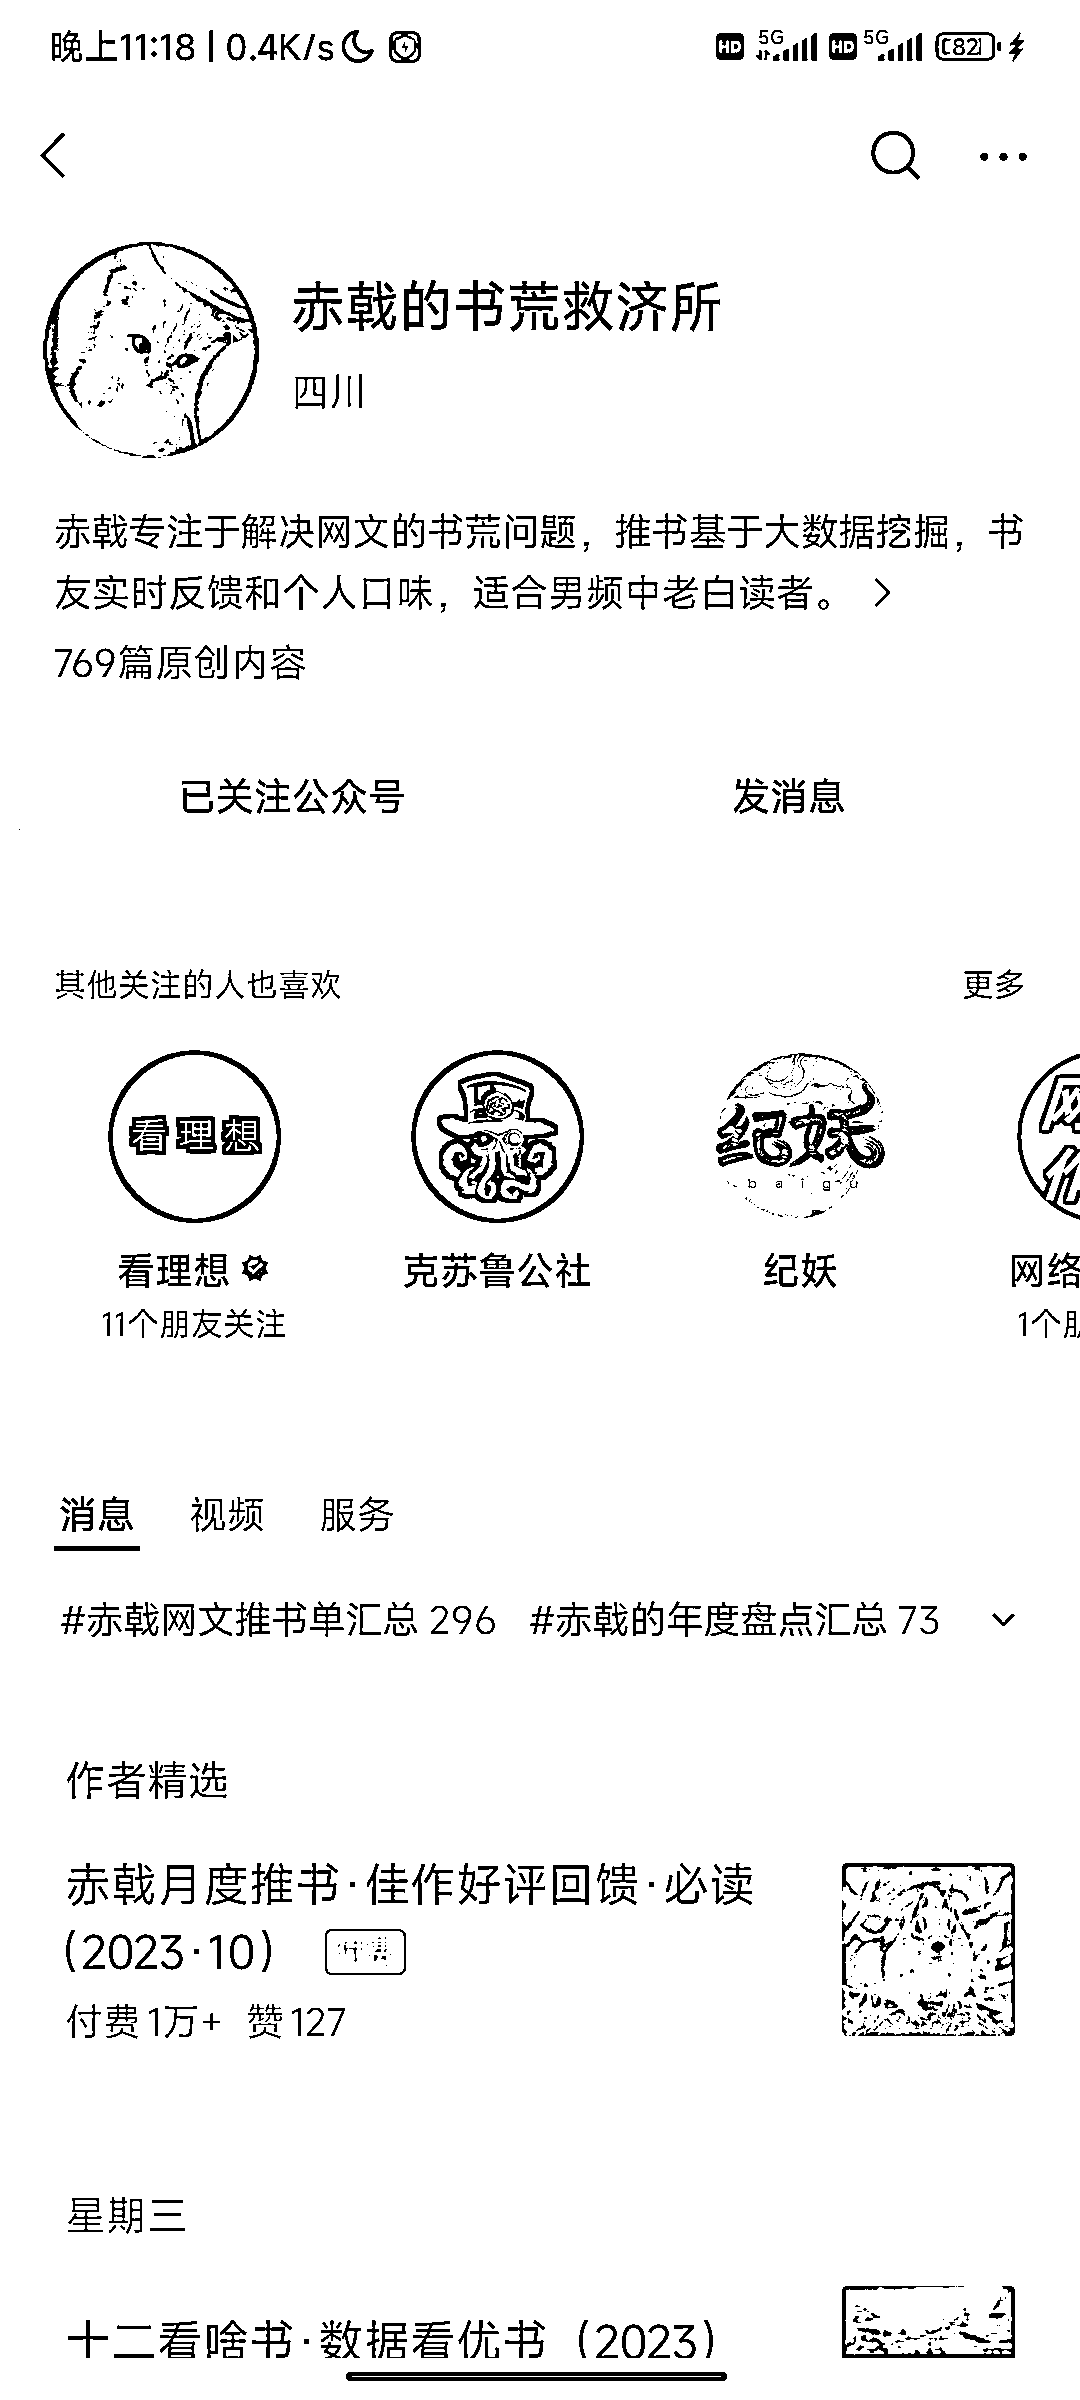 晚上11:18 | 0.4K/s HD 5G HD 5G 82
赤戟的书荒救济所
四川
赤戟专注于解决网文的书荒问题，推书基于大数据挖掘，书
友实时反馈和个人口味，适合男频中老白读者。
769篇原创内容
已关注公众号 发消息
其他关注的人也喜欢 更多
看理想 纪妖
baigu
看理想 克苏鲁公社 纪妖 网络
11个朋友关注 1个朋
消息 视频 服务
#赤戟网文推书单汇总 296 #赤戟的年度盘点汇总 73
作者精选
赤戟月度推书·佳作好评回馈·必读
（2023·10）
付费 1万+ 赞 127
星期三
十二看啥书·数据看优书（2023）